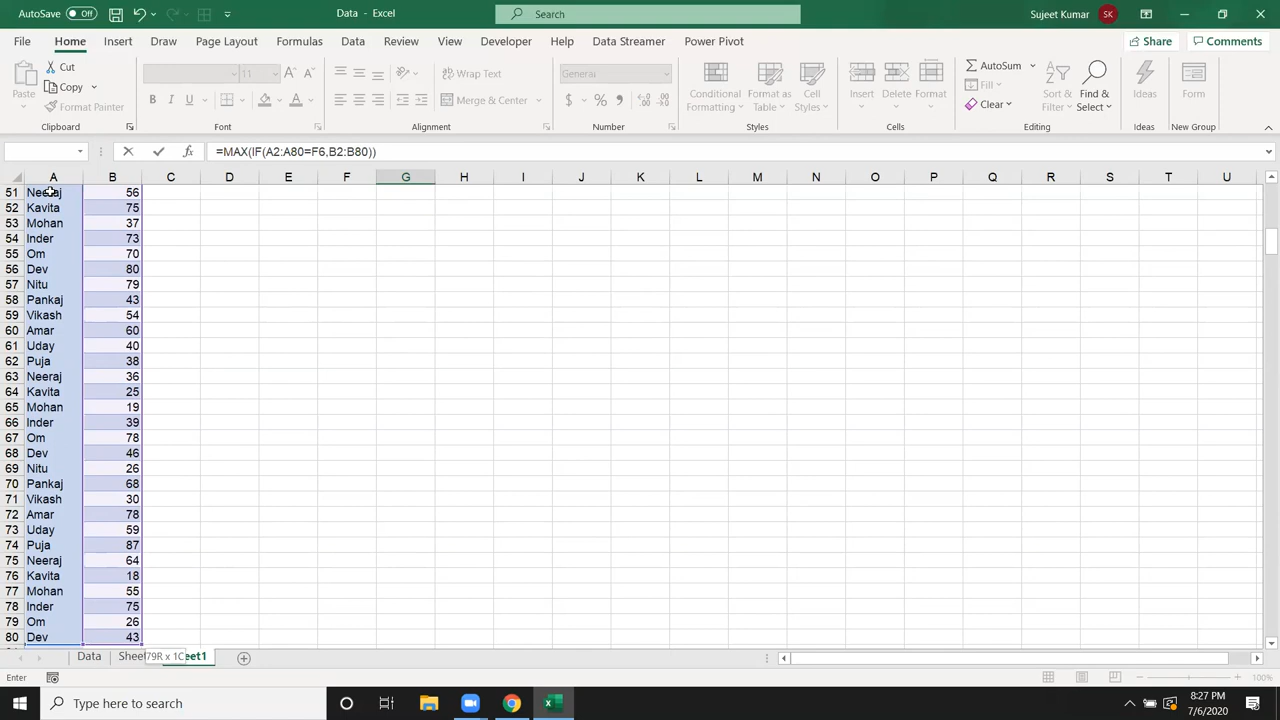 AutoSave Off Data - Excel Search Sujeet Kumar SK
File Home Insert Draw Page Layout Formulas Data Review View Developer Help Data Streamer Power Pivot Share Comments
Paste Cut Copy Format Painter Clipboard
11 Font
Wrap Text Merge & Center Alignment
General Number
Conditional Formatting Format as Table Cell Styles Styles
Insert Delete Format Cells
AutoSum Fill Clear Sort & Filter Find & Select Editing
Ideas Ideas
Form New Group
=MAX(IF(A2:A80=F6,B2:B80))
A B C D E F G H I J K L M N O P Q R S T U
51 Neeraj 56
52 Kavita 75
53 Mohan 37
54 Inder 73
55 Om 70
56 Dev 80
57 Nitu 79
58 Pankaj 43
59 Vikash 54
60 Amar 60
61 Uday 40
62 Puja 38
63 Neeraj 36
64 Kavita 25
65 Mohan 19
66 Inder 39
67 Om 78
68 Dev 46
69 Nitu 26
70 Pankaj 68
71 Vikash 30
72 Amar 78
73 Uday 59
74 Puja 87
75 Neeraj 64
76 Kavita 18
77 Mohan 55
78 Inder 75
79 Om 26
80 Dev 43
Data Shee 79R x 1C eet1
Enter 100%
Type here to search 8:27 PM
7/6/2020